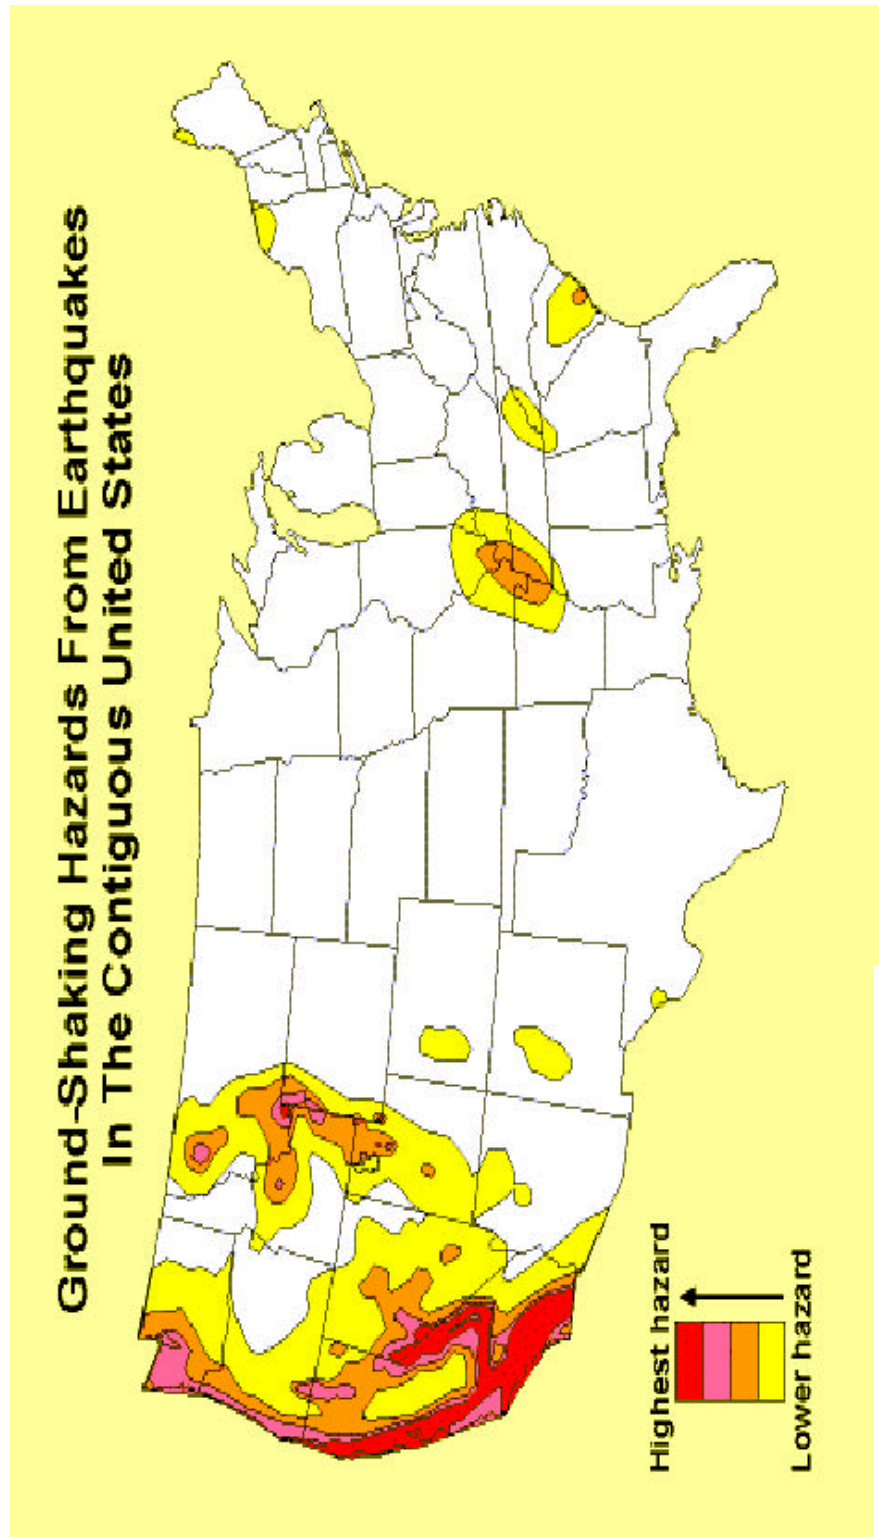 Ground-Shaking Hazards From Earthquakes
In The Contiguous United States
Highest hazard
Lower hazard